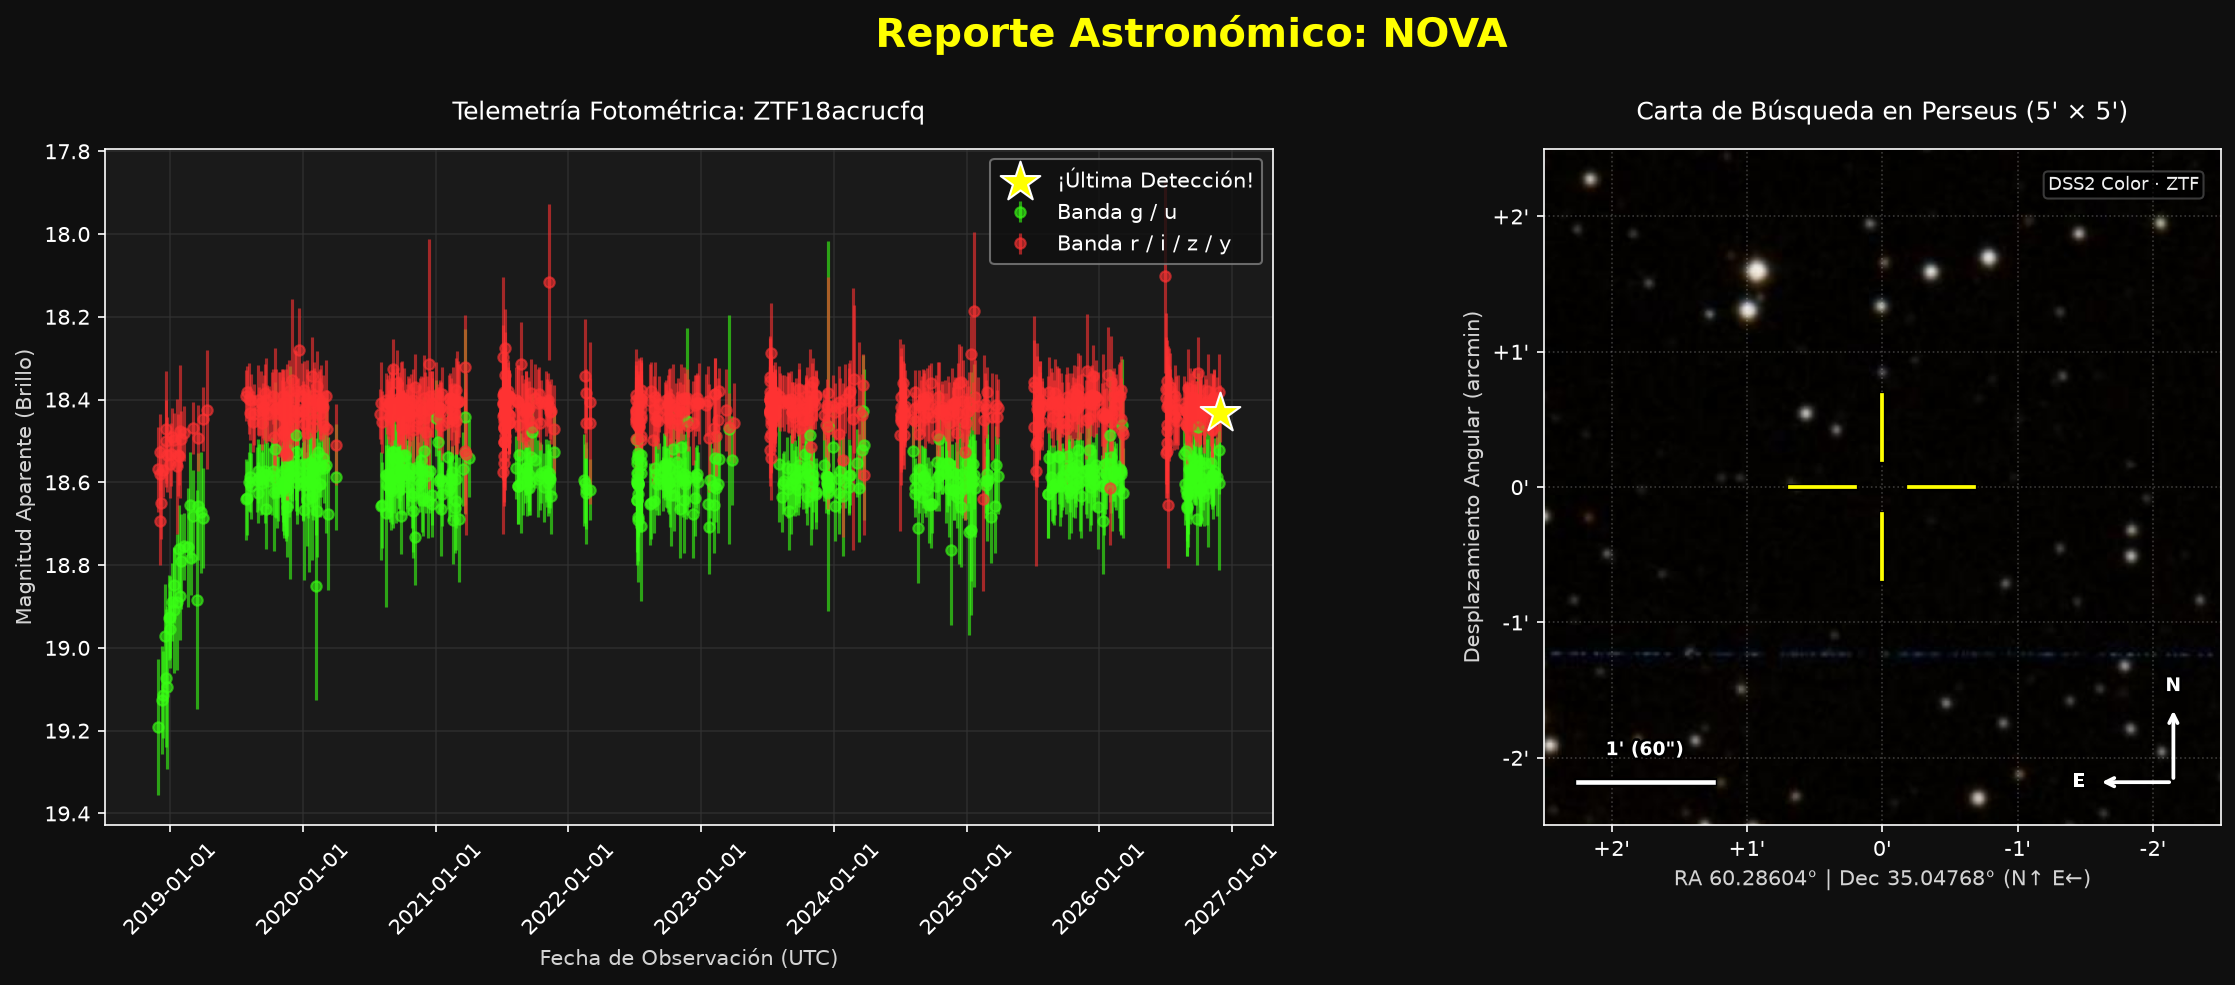 Reporte Astronómico: NOVA
Telemetría Fotométrica: ZTF18acrucfq
¡Última Detección!
Banda g / u
Banda r / i / z / y
Magnitud Aparente (Brillo)
17.8
18.0
18.2
18.4
18.6
18.8
19.0
19.2
19.4
2019-01-01
2020-01-01
2021-01-01
2022-01-01
2023-01-01
2024-01-01
2025-01-01
2026-01-01
2027-01-01
Fecha de Observación (UTC)
Carta de Búsqueda en Perseus (5' × 5')
DSS2 Color · ZTF
Desplazamiento Angular (arcmin)
+2'
+1'
0'
-1'
-2'
N
E
1' (60")
+2'
+1'
0'
-1'
-2'
RA 60.28604° | Dec 35.04768° (N↑ E←)